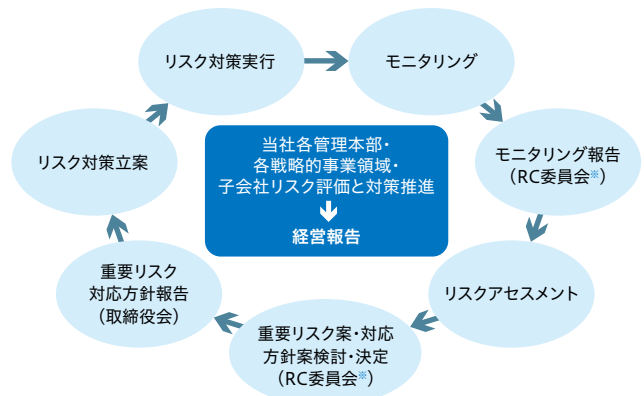 リスク対策実行
モニタリング
モニタリング報告
（RC委員会※）
リスクアセスメント
重要リスク案・対応
方針案検討・決定
（RC委員会※）
重要リスク
対応方針報告
（取締役会）
リスク対策立案
当社各管理本部・
各戦略的事業領域・
子会社リスク評価と対策推進
経営報告